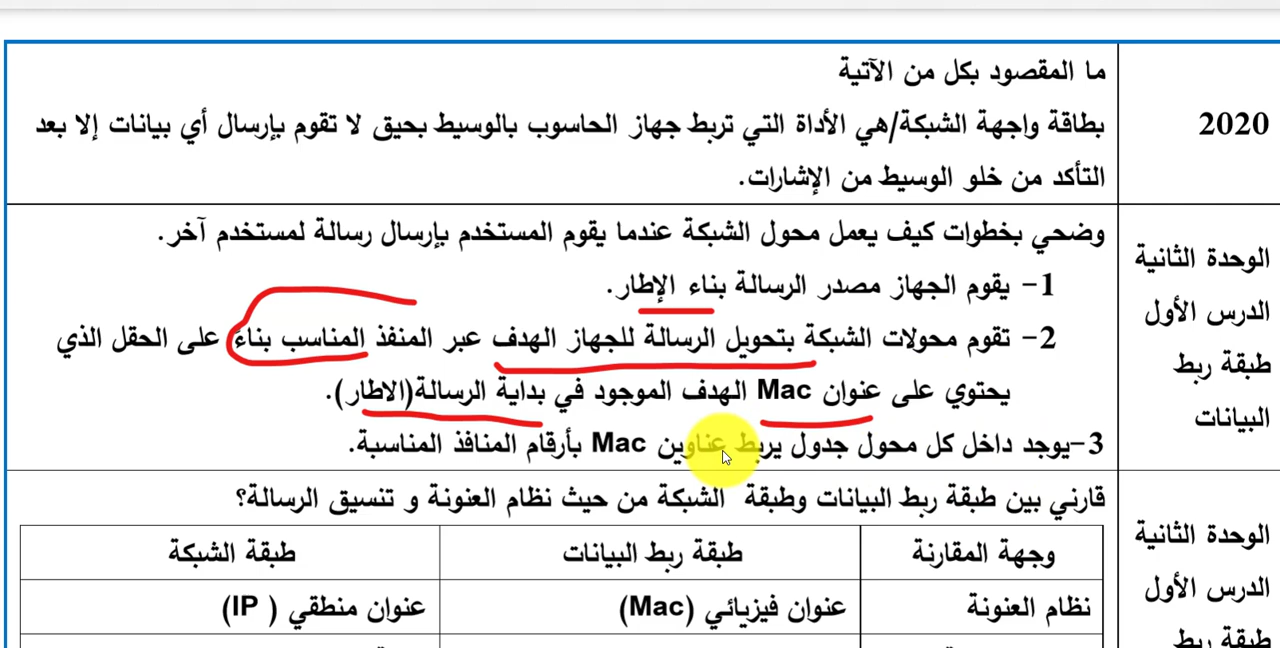 2020
ما المقصود بكل من الآتية
بطاقة واجهة الشبكة/هي الأداة التي تربط جهاز الحاسوب بالوسيط بحيق لا تقوم بإرسال أي بيانات إلا بعد
التأكد من خلو الوسيط من الإشارات.
الوحدة الثانية
الدرس الأول
طبقة ربط
البيانات
وضحي بخطوات كيف يعمل محول الشبكة عندما يقوم المستخدم بإرسال رسالة لمستخدم آخر.
1- يقوم الجهاز مصدر الرسالة بناء الإطار.
2- تقوم محولات الشبكة بتحويل الرسالة للجهاز الهدف عبر المنفذ المناسب بناء على الحقل الذي
يحتوي على عنوان Mac الهدف الموجود في بداية الرسالة(الاطار).
3-يوجد داخل كل محول جدول يربط عناوين Mac بأرقام المنافذ المناسبة.
الوحدة الثانية
الدرس الأول
طبقة ربط
قارني بين طبقة ربط البيانات وطبقة الشبكة من حيث نظام العنونة و تنسيق الرسالة؟
وجهة المقارنة طبقة ربط البيانات طبقة الشبكة
نظام العنونة عنوان فيزيائي (Mac) عنوان منطقي ( IP)